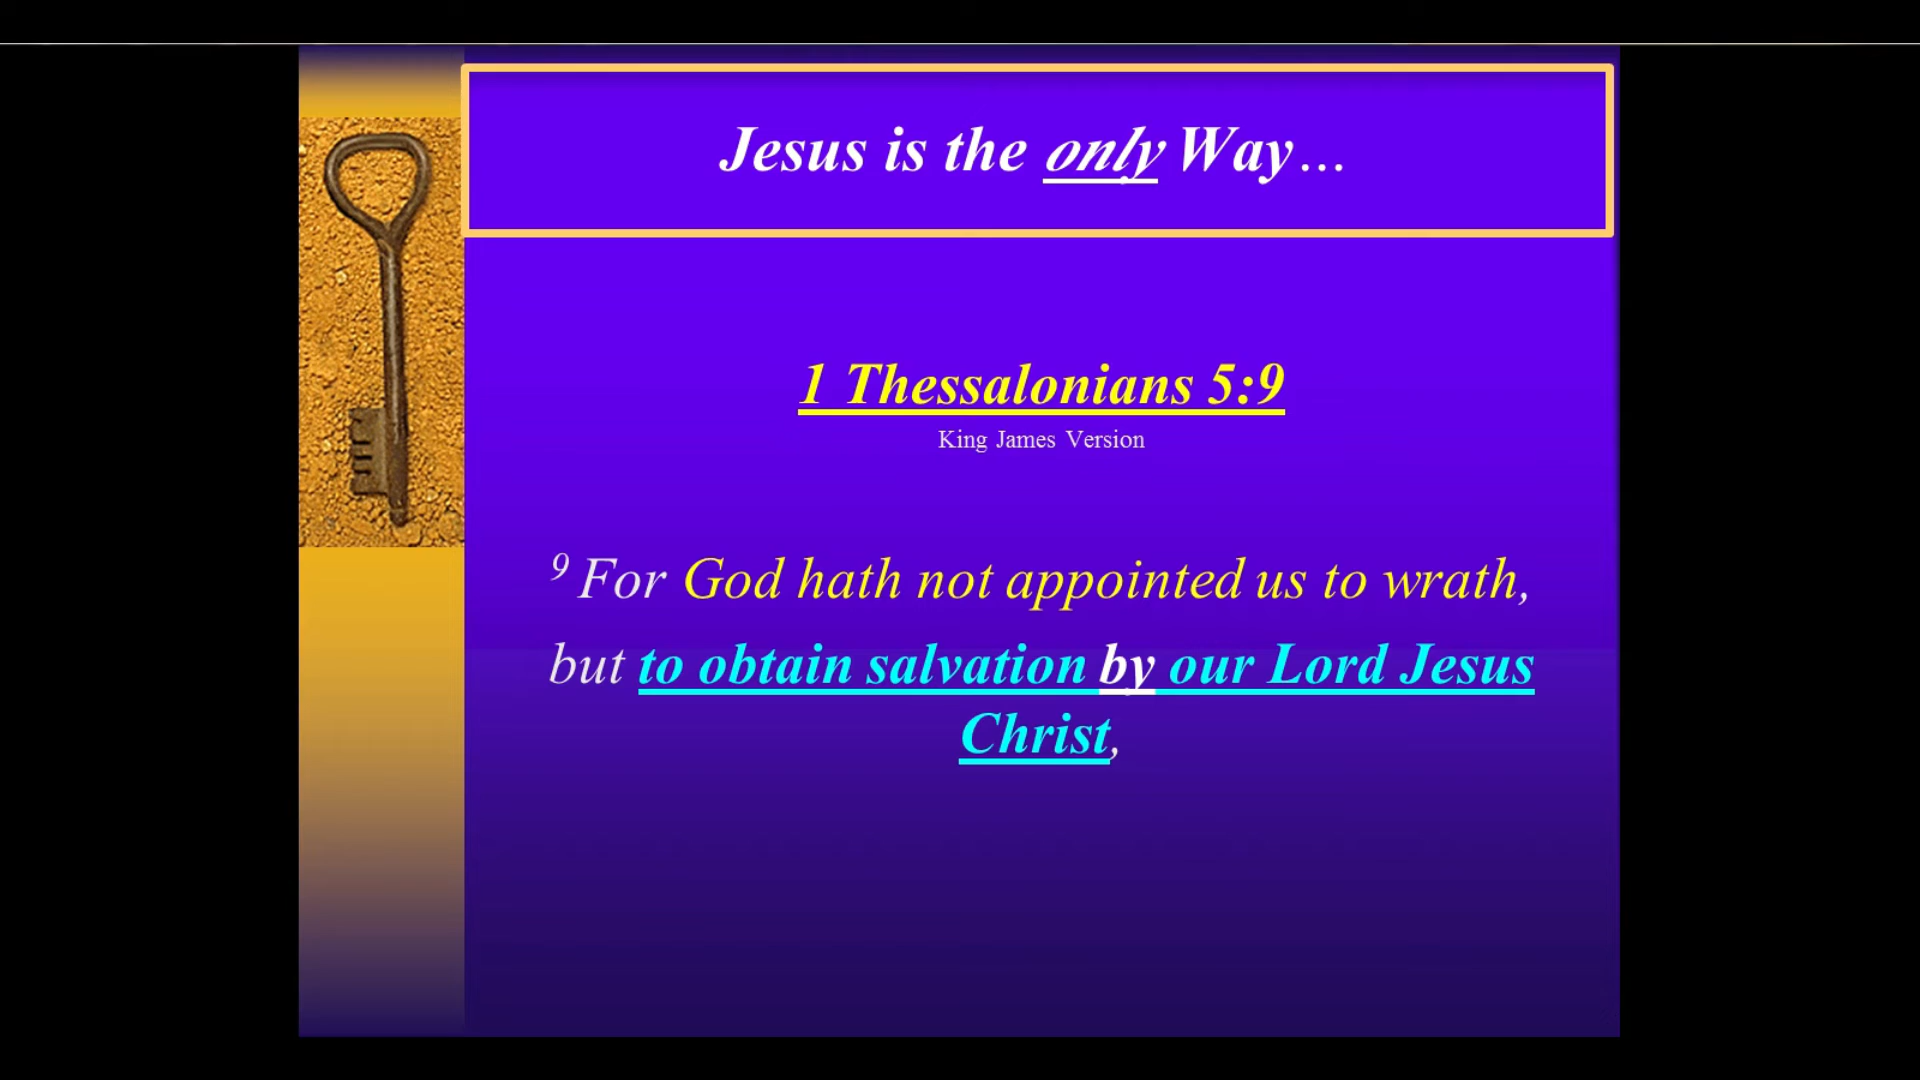 Jesus is the only Way...
1 Thessalonians 5:9
King James Version
9 For God hath not appointed us to wrath,
but to obtain salvation by our Lord Jesus
Christ,